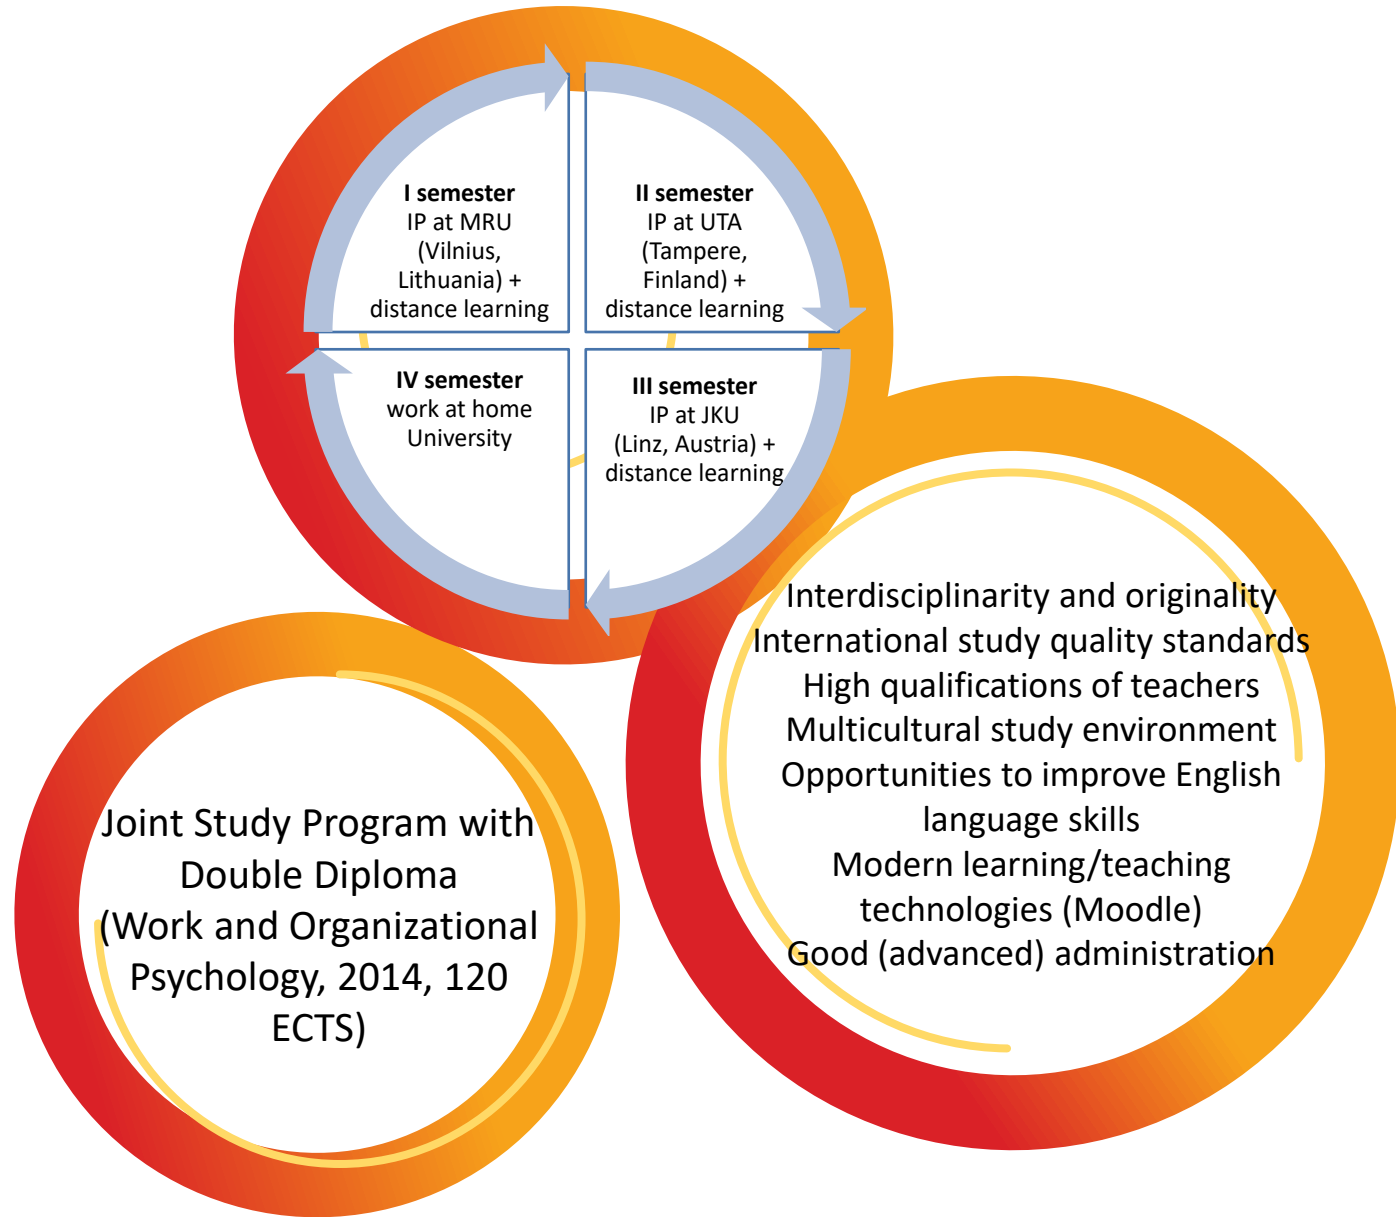 I semester
IP at MRU
(Vilnius,
Lithuania) +
distance learning
II semester
IP at UTA
(Tampere,
Finland) +
distance learning
IV semester
work at home
University
III semester
IP at JKU
(Linz, Austria) +
distance learning
Interdisciplinarity and originality
International study quality standards
High qualifications of teachers
Multicultural study environment
Opportunities to improve English
language skills
Modern learning/teaching
technologies (Moodle)
Good (advanced) administration
Joint Study Program with
Double Diploma
(Work and Organizational
Psychology, 2014, 120
ECTS)